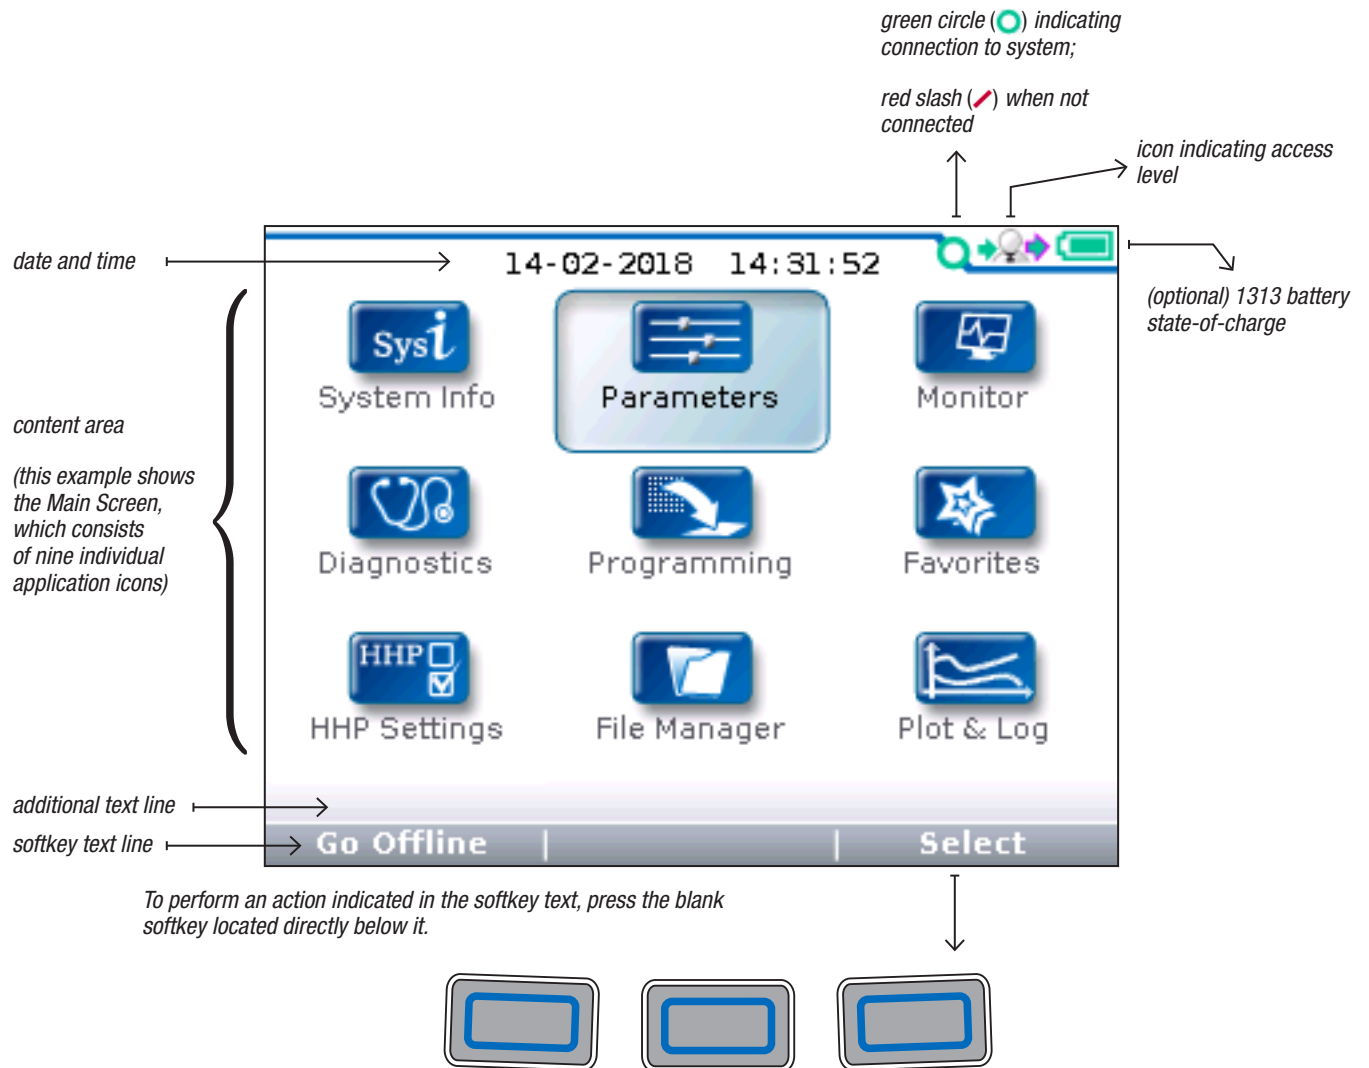 green circle () indicating
connection to system;
red slash () when not
connected
icon indicating access
level
date and time
14-02-2018 14:31:52
(optional) 1313 battery
state-of-charge
content area
(this example shows
the Main Screen,
which consists
of nine individual
application icons)
Sysi
System Info
Parameters
Monitor
Diagnostics
Programming
Favorites
HHP
HHP Settings
File Manager
Plot & Log
additional text line
softkey text line
Go Offline | | Select
To perform an action indicated in the softkey text, press the blank
softkey located directly below it.